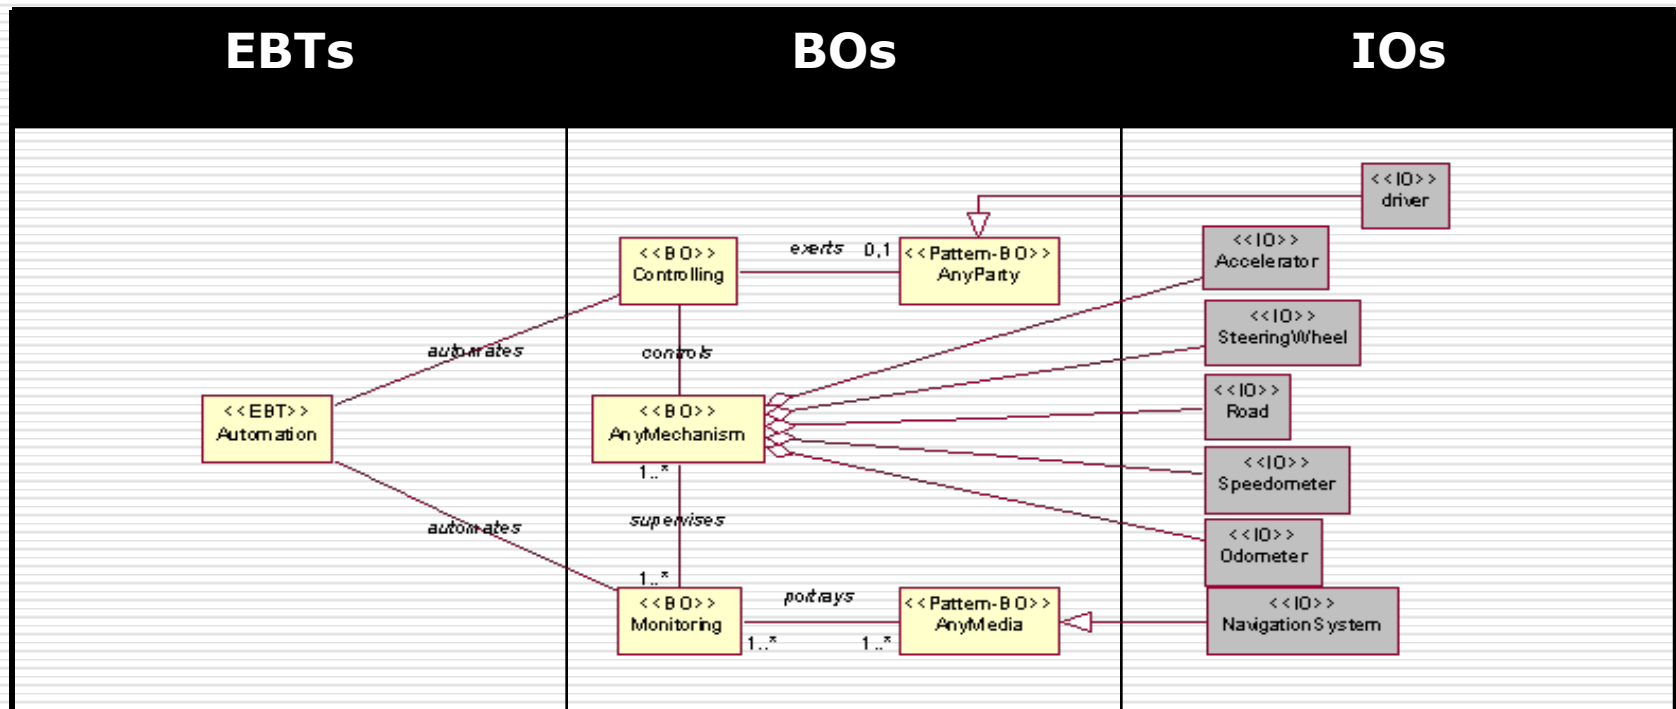 EBTs
BOs
IOs
<<IO>>
driver
<<BO>>
Controlling
exerts
0,1
<<Pattern-BO>>
AnyParty
<<IO>>
Accelerator
<<IO>>
SteeringWheel
automates
controls
<<EBT>>
Automation
<<BO>>
AnyMechanism
1..*
<<IO>>
Road
<<IO>>
Speedometer
automates
supervises
1..*
<<IO>>
Odometer
<<BO>>
Monitoring
portrays
1..*
1..*
<<Pattern-BO>>
AnyMedia
<<IO>>
NavigationSystem